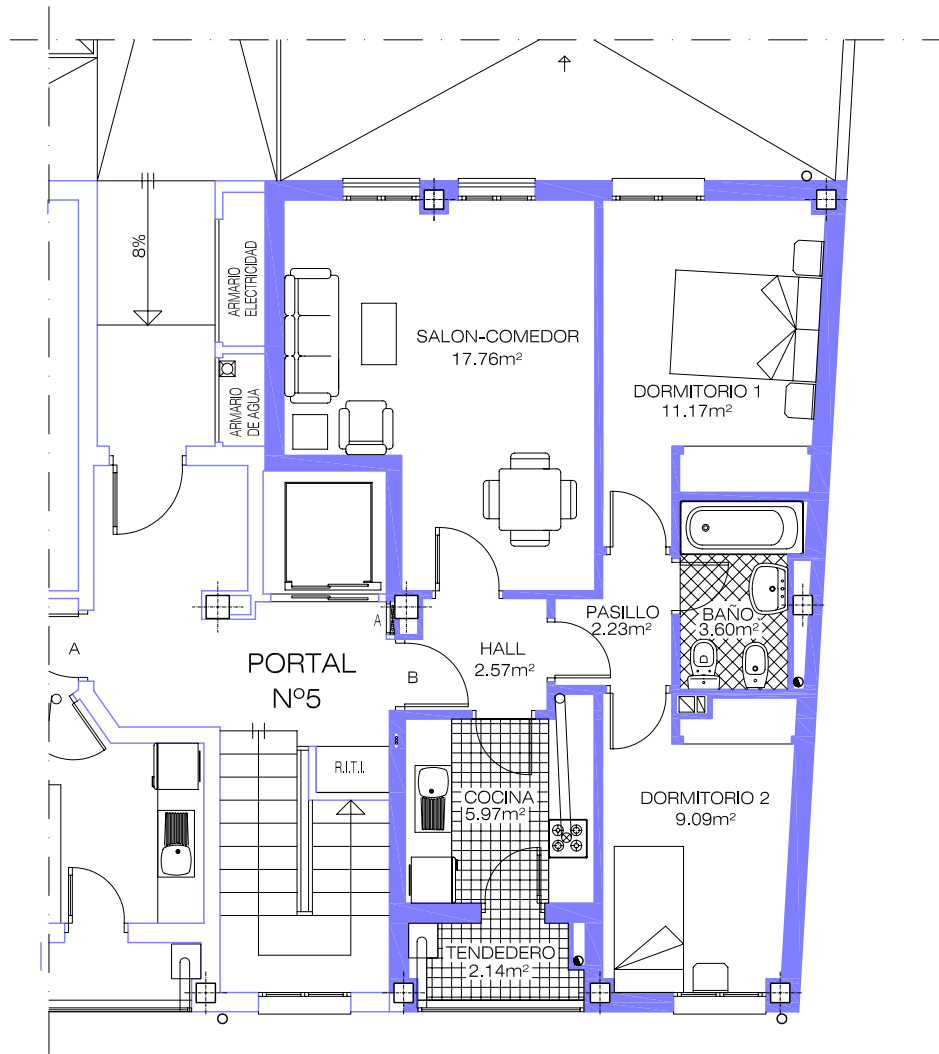 8%
ARMARIO
ELECTRICIDAD
ARMARIO
DE AGUA
SALON-COMEDOR
17.76m²
DORMITORIO 1
11.17m²
PASILLO
2.23m²
BAÑO
3.60m²
A
A
HALL
2.57m²
B
PORTAL
Nº5
R.I.T.I.
COCINA
5.97m²
DORMITORIO 2
9.09m²
TENDEDERO
2.14m²